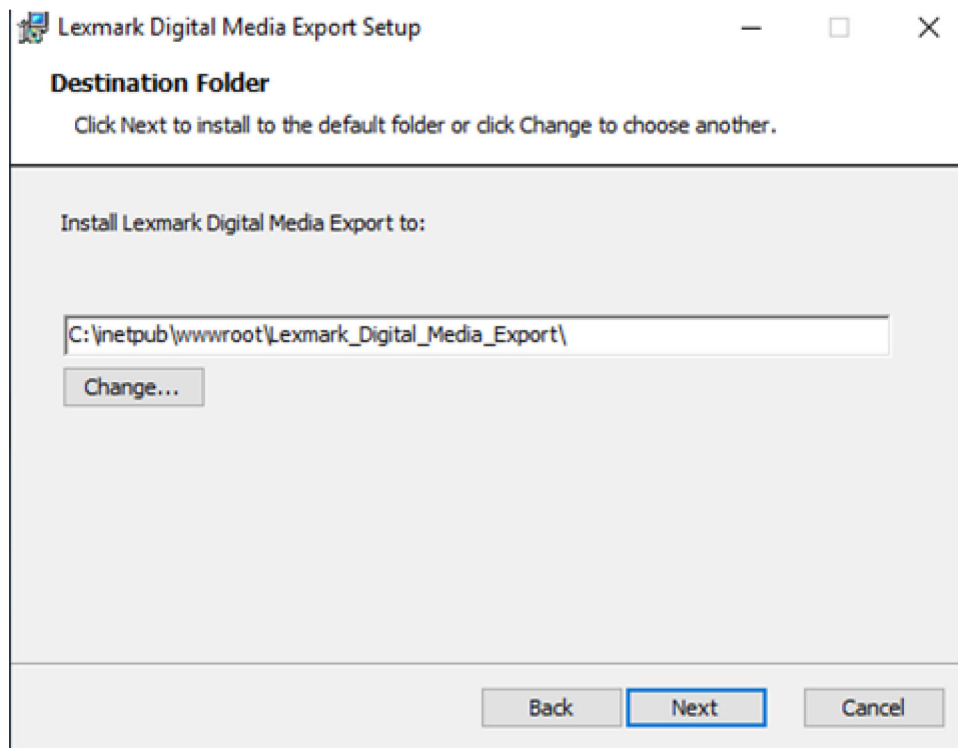 Lexmark Digital Media Export Setup
Destination Folder
Click Next to install to the default folder or click Change to choose another.
Install Lexmark Digital Media Export to:
C:\inetpub\wwwroot\Lexmark_Digital_Media_Export\
Change...
Back Next Cancel